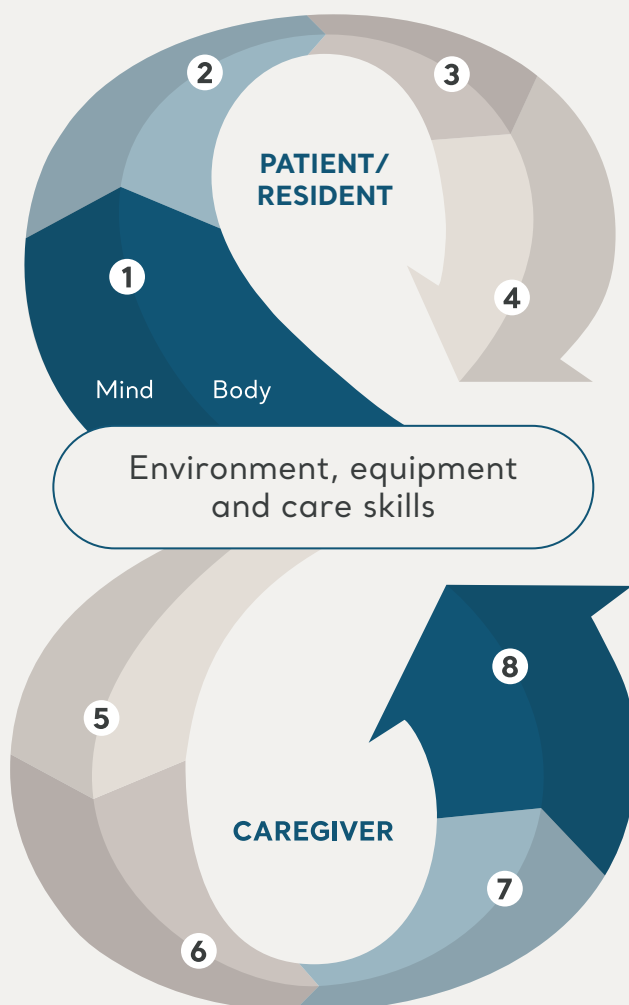 2
3
PATIENT/
RESIDENT
1
4
Mind Body
Environment, equipment
and care skills
8
5
CAREGIVER
7
6